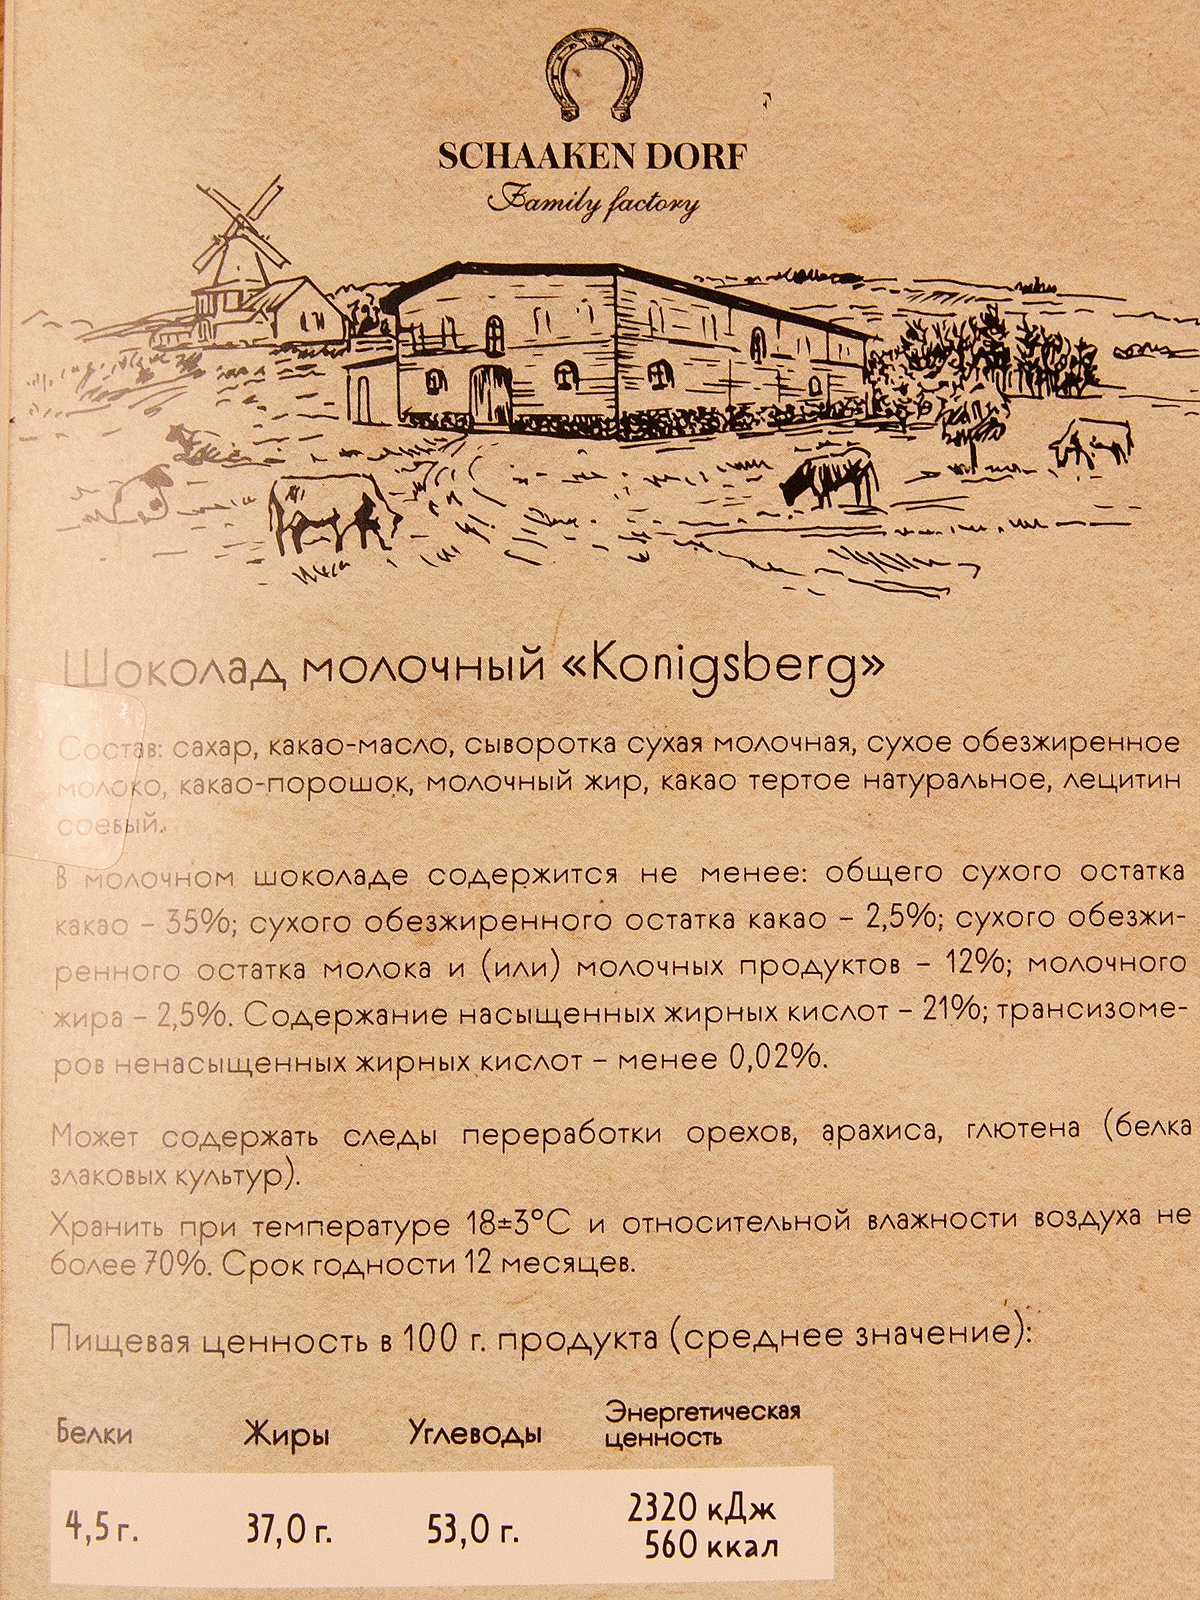 SCHAAKEN DORF
Family factory
Шоколад молочный «Konigsberg»
Состав: сахар, какао-масло, сыворотка сухая молочная, сухое обезжиренное
молоко, какао-порошок, молочный жир, какао тертое натуральное, лецитин
соевый.
В молочном шоколаде содержится не менее: общего сухого остатка
какао – 35%; сухого обезжиренного остатка какао – 2,5%; сухого обезжи-
ренного остатка молока и (или) молочных продуктов – 12%; молочного
жира – 2,5%. Содержание насыщенных жирных кислот – 21%; трансизоме-
ров ненасыщенных жирных кислот – менее 0,02%.
Может содержать следы переработки орехов, арахиса, глютена (белка
злаковых культур).
Хранить при температуре 18±3°С и относительной влажности воздуха не
более 70%. Срок годности 12 месяцев.
Пищевая ценность в 100 г. продукта (среднее значение):
Белки Жиры Углеводы Энергетическая
ценность
4,5 г. 37,0 г. 53,0 г. 2320 кДж
560 ккал